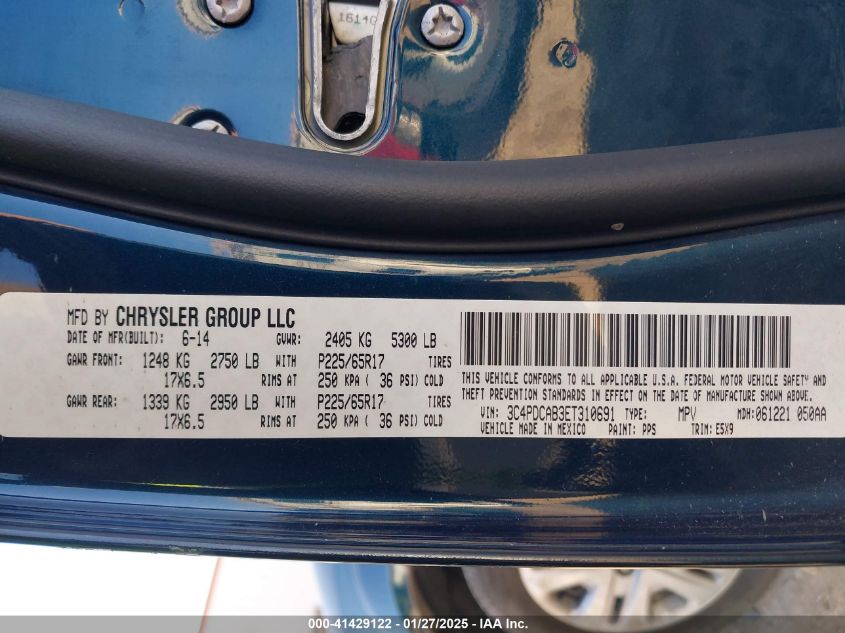 1614G
MFD BY CHRYSLER GROUP LLC
DATE OF MFR(BUILT): 6-14 GVWR: 2405 KG 5300 LB
GAWR FRONT: 1248 KG 2750 LB WITH P225/65R17 TIRES
17X6.5 RIMS AT 250 KPA ( 36 PSI) COLD
GAWR REAR: 1339 KG 2950 LB WITH P225/65R17 TIRES
17X6.5 RIMS AT 250 KPA ( 36 PSI) COLD
THIS VEHICLE CONFORMS TO ALL APPLICABLE U.S.A. FEDERAL MOTOR VEHICLE SAFETY AND
THEFT PREVENTION STANDARDS IN EFFECT ON THE DATE OF MANUFACTURE SHOWN ABOVE.
VIN: 3C4PDCAB3ET310691 TYPE: MPV MDH: 061221 050AA
VEHICLE MADE IN MEXICO PAINT: PPS TRIM: E5X9
000-41429122 - 01/27/2025 - IAA Inc.